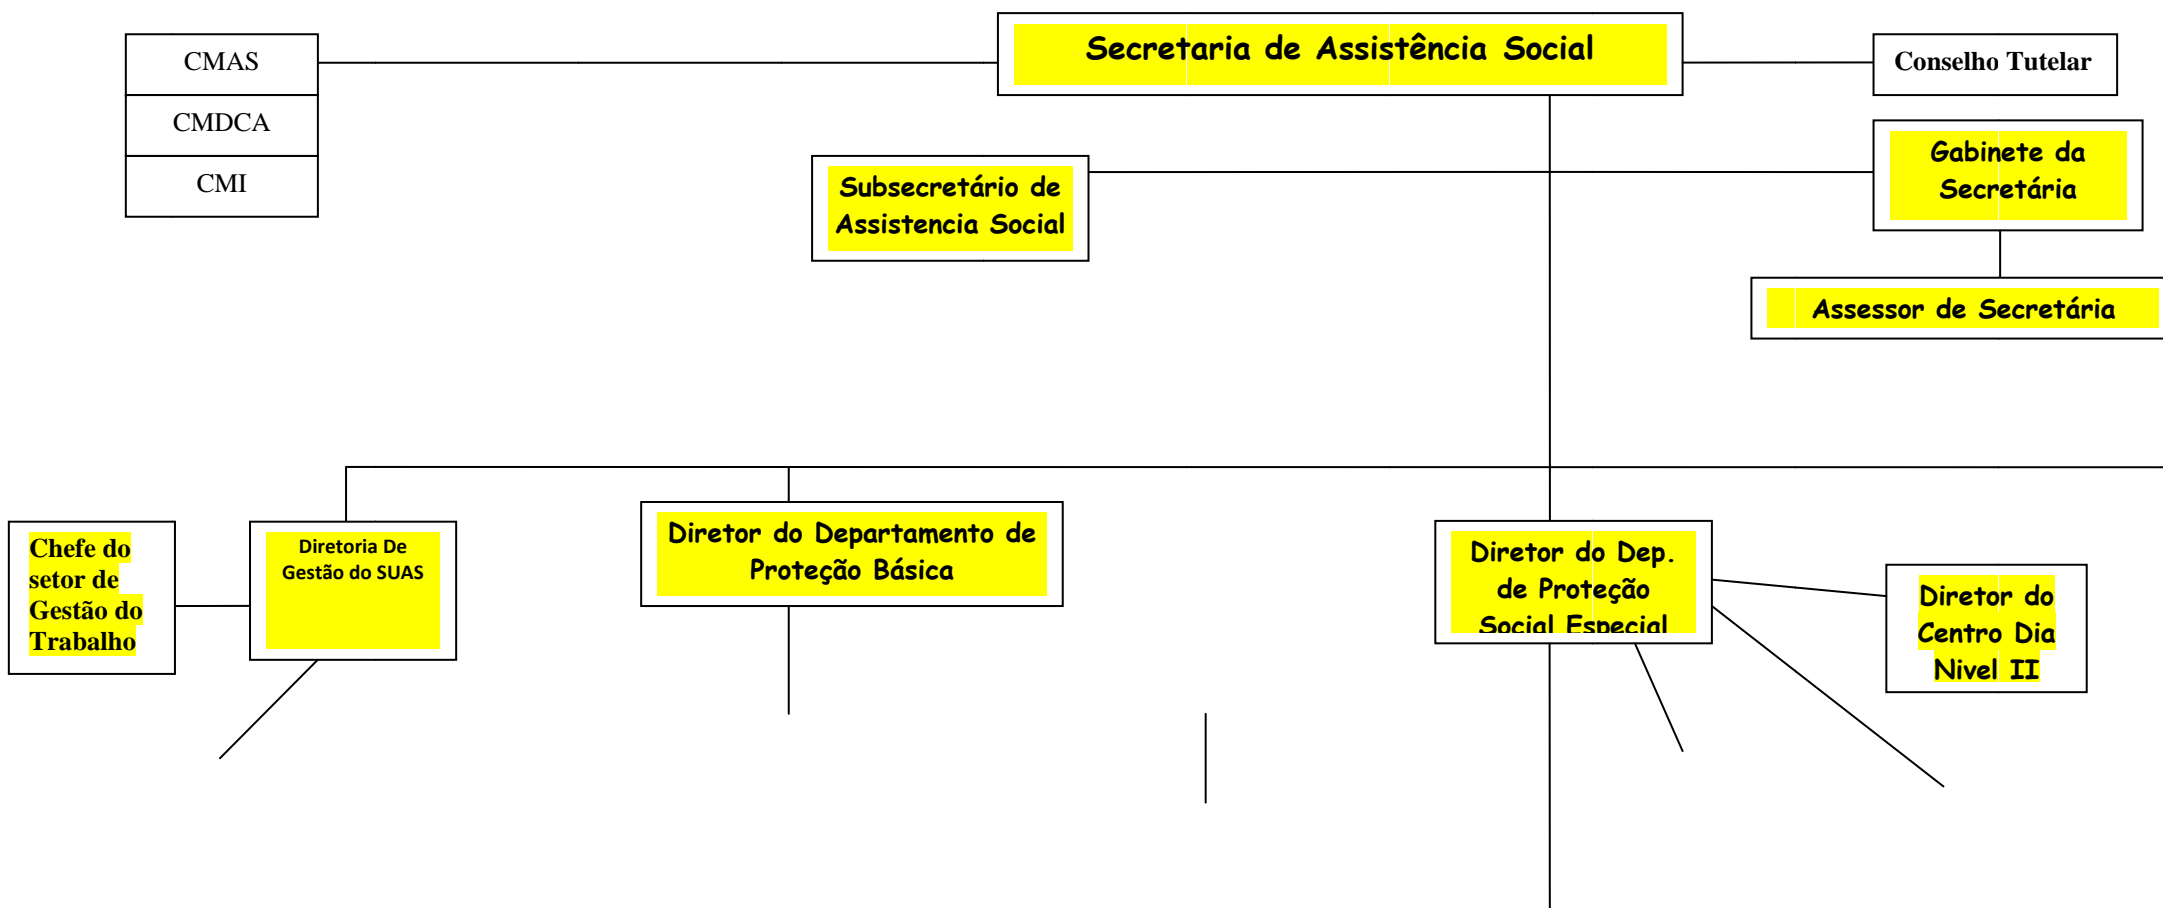 Secretaria de Assistência Social
CMAS
Conselho Tutelar
CMDCA
CMI
Gabinete da
Secretária
Subsecretário de
Assistencia Social
Assessor de Secretária
Chefe do
setor de
Gestão do
Trabalho
Diretoria De
Gestão do SUAS
Diretor do Departamento de
Proteção Básica
Diretor do Dep.
de Proteção
Social Especial
Diretor do
Centro Dia
Nivel II